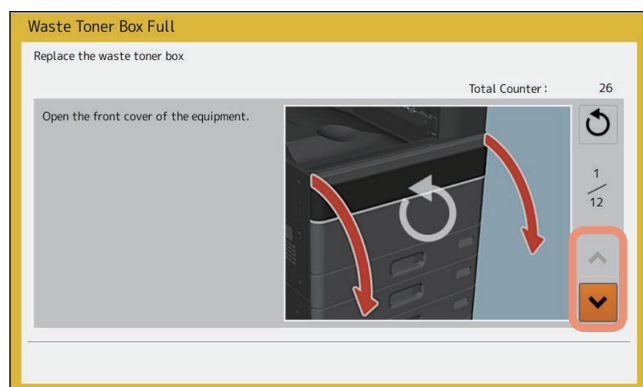 Waste Toner Box Full
Replace the waste toner box
Total Counter : 26
Open the front cover of the equipment.
1
12